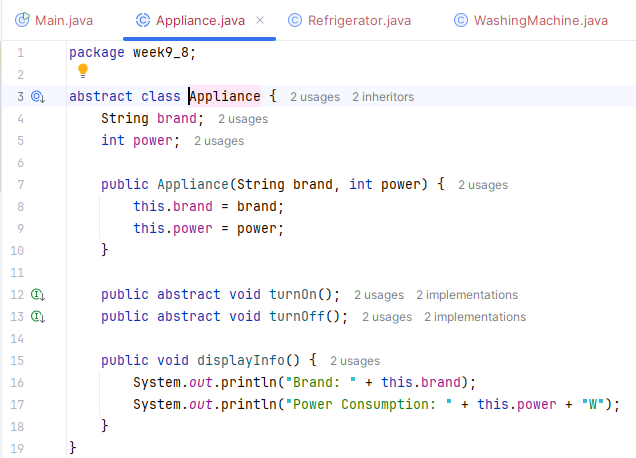 Main.java Appliance.java Refrigerator.java WashingMachine.java
1 package week9_8;
2
3 abstract class Appliance { 2 usages 2 inheritors
4 String brand; 2 usages
5 int power; 2 usages
6
7 public Appliance(String brand, int power) { 2 usages
8 this.brand = brand;
9 this.power = power;
10 }
11
12 public abstract void turnOn(); 2 usages 2 implementations
13 public abstract void turnOff(); 2 usages 2 implementations
14
15 public void displayInfo() { 2 usages
16 System.out.println("Brand: " + this.brand);
17 System.out.println("Power Consumption: " + this.power + "W");
18 }
19 }